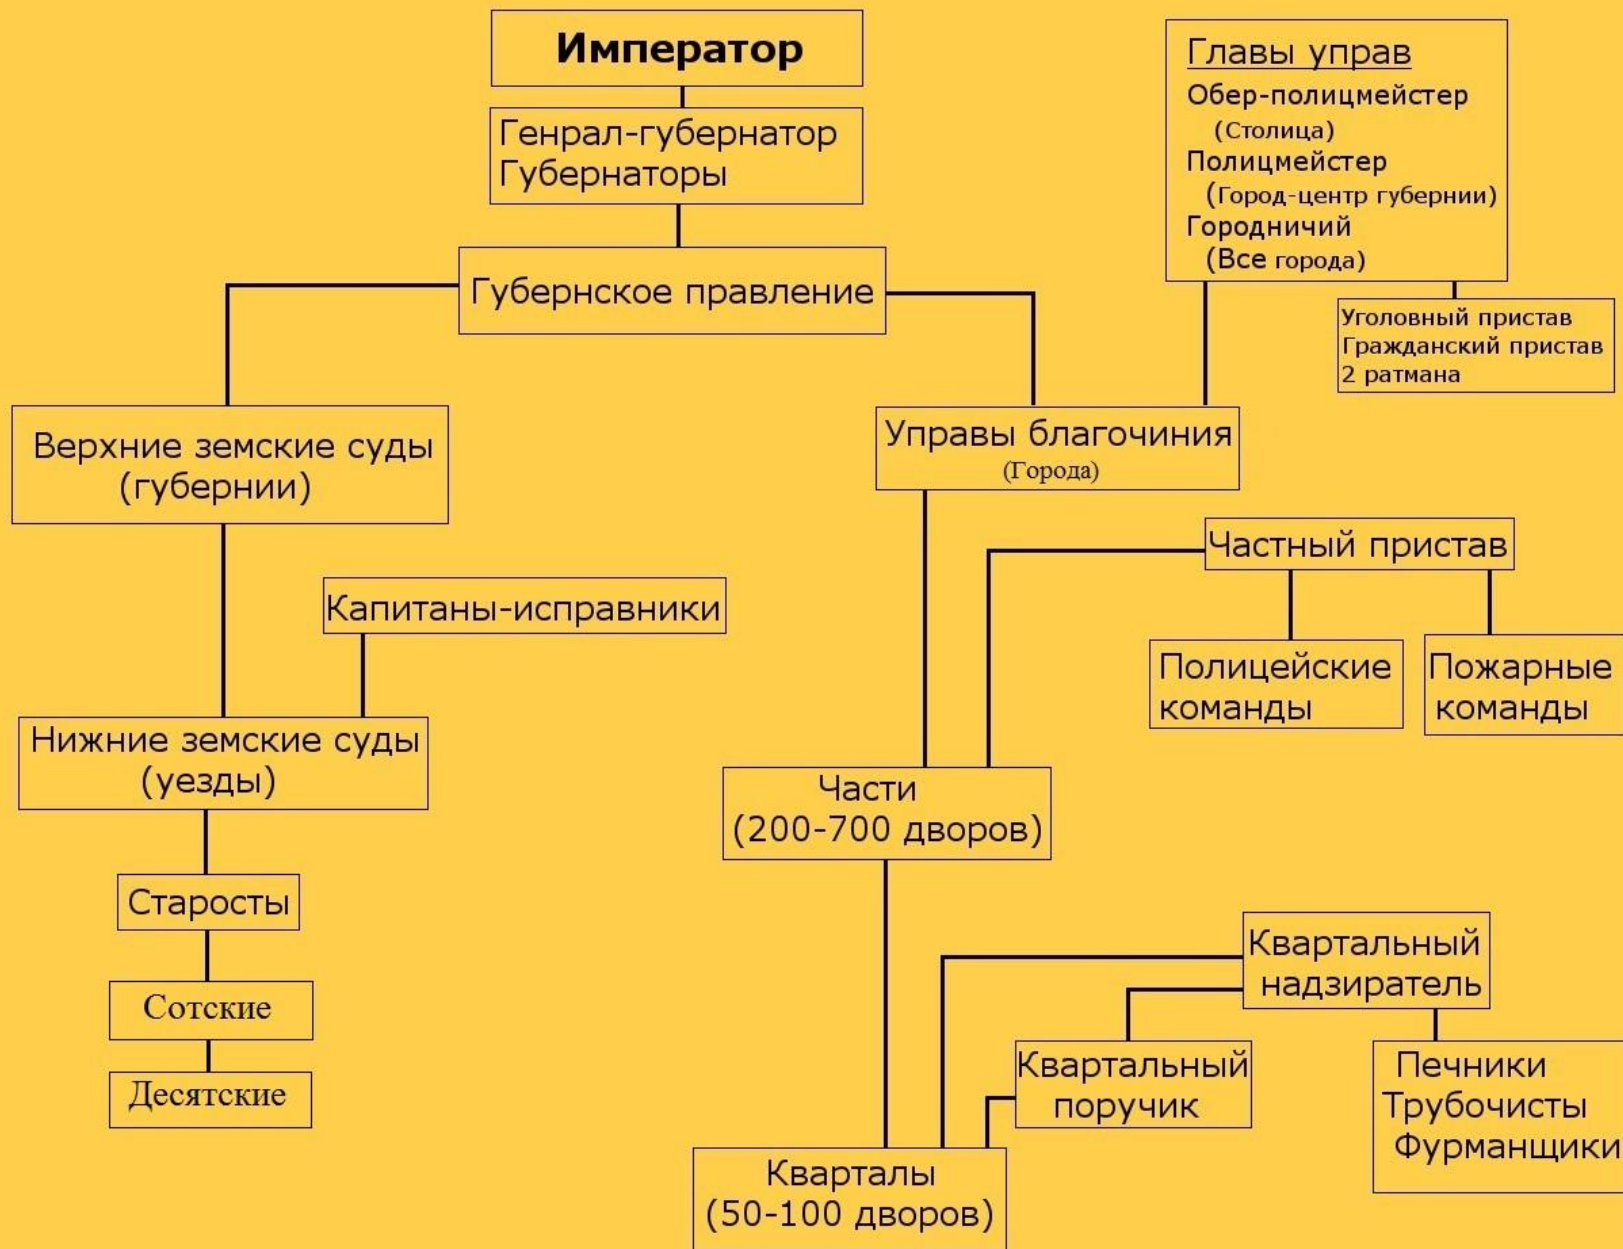 Император
Генрал-губернатор
Губернаторы
Губернское правление
Главы управ
Обер-полицмейстер
(Столица)
Полицмейстер
(Город-центр губернии)
Городничий
(Все города)
Уголовный пристав
Гражданский пристав
2 ратмана
Верхние земские суды
(губернии)
Управы благочиния
(Города)
Частный пристав
Капитаны-исправники
Полицейские
команды
Пожарные
команды
Нижние земские суды
(уезды)
Части
(200-700 дворов)
Старосты
Сотские
Десятские
Квартальный
надзиратель
Квартальный
поручик
Печники
Трубочисты
Фурманщики
Кварталы
(50-100 дворов)